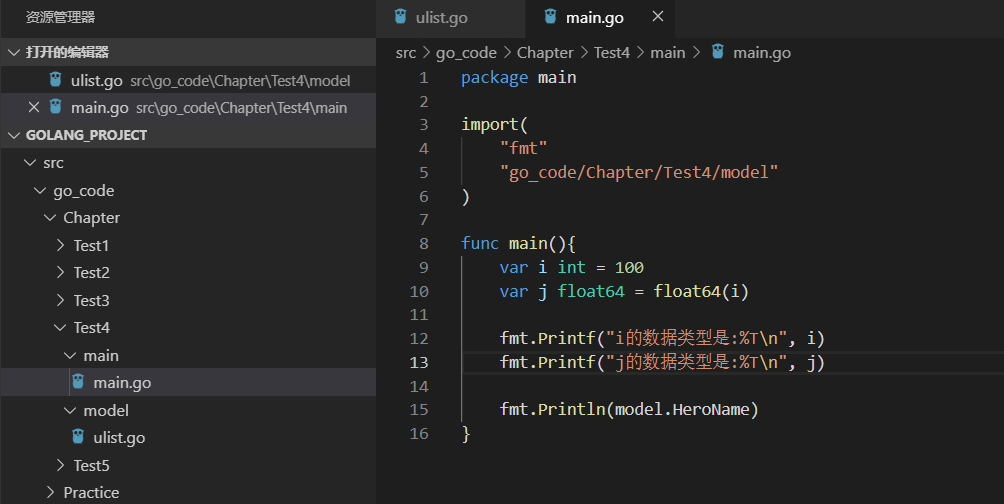 资源管理器
打开的编辑器
ulist.go src\go_code\Chapter\Test4\model
main.go src\go_code\Chapter\Test4\main
GOLANG_PROJECT
src
go_code
Chapter
Test1
Test2
Test3
Test4
main
main.go
model
ulist.go
Test5
Practice
ulist.go main.go
src > go_code > Chapter > Test4 > main > main.go
1 package main
2
3 import(
4     "fmt"
5     "go_code/Chapter/Test4/model"
6 )
7
8 func main(){
9     var i int = 100
10     var j float64 = float64(i)
11
12     fmt.Printf("i的数据类型是:%T\n", i)
13     fmt.Printf("j的数据类型是:%T\n", j)
14
15     fmt.Println(model.HeroName)
16 }